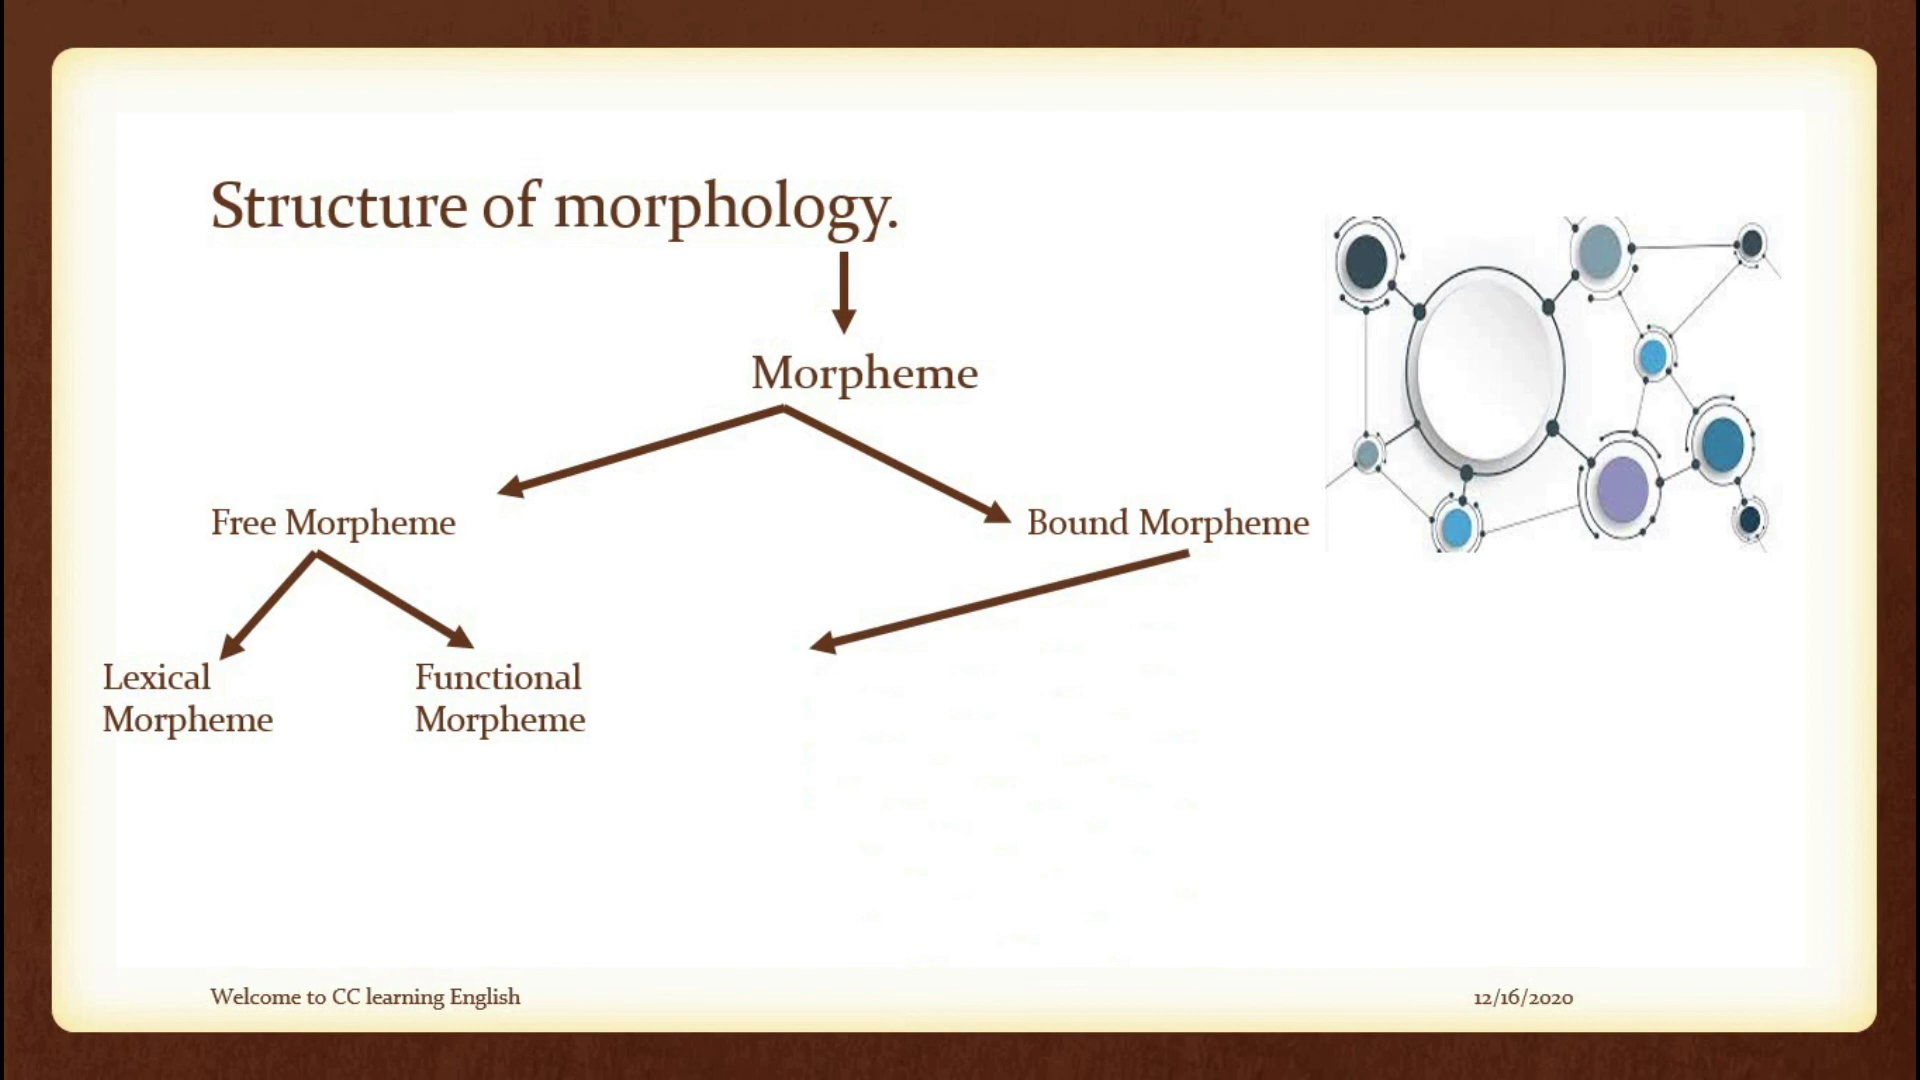 Structure of morphology.
Morpheme
Free Morpheme
Bound Morpheme
Lexical
Morpheme
Functional
Morpheme
Welcome to CC learning English
12/16/2020